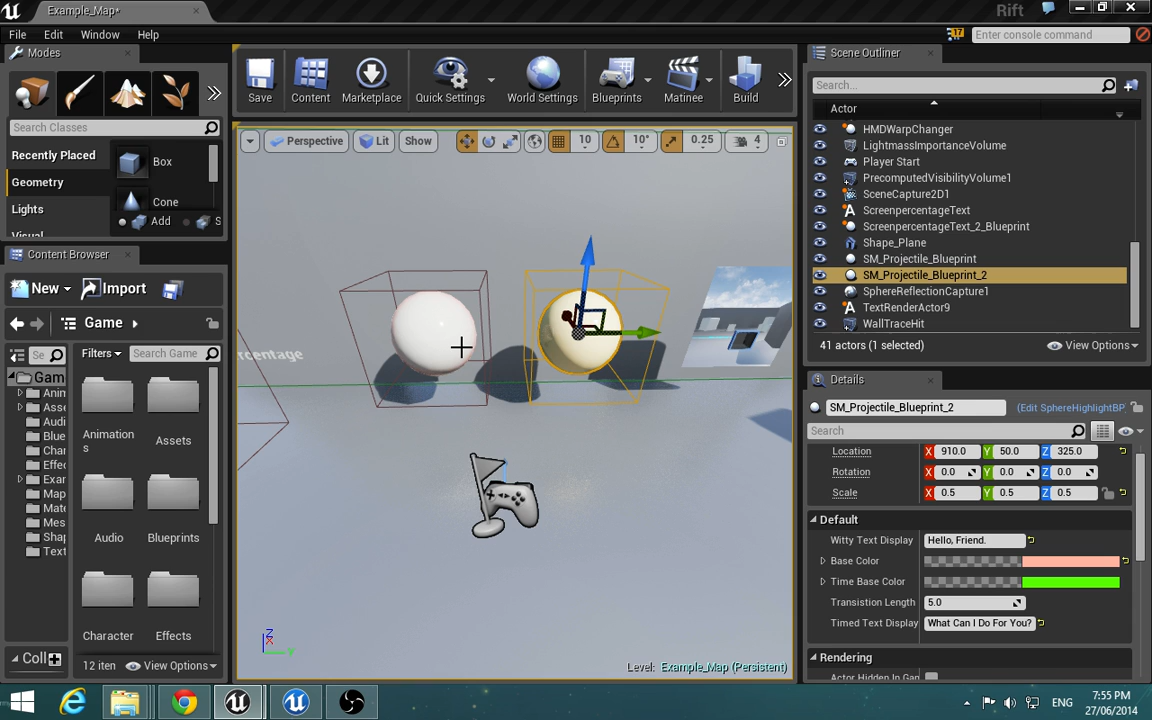 Example_Map*
Rift
File Edit Window Help
17
Enter console command
Modes
Search Classes
Recently Placed
Geometry
Lights
Visual
Box
Cone
Add
S
Save
Content
Marketplace
Quick Settings
World Settings
Blueprints
Matinee
Build
Perspective
Lit
Show
10
10°
0.25
4
rcentage
Z
X
Y
Level: Example_Map (Persistent)
Content Browser
New
Import
Game
Se
Filters
Search Game
Gam
Anim
Asse
Audi
Blue
Char
Effec
Exar
Map
Mate
Mes
Shap
Text
Animation
s
Assets
Audio
Blueprints
Character
Effects
Coll
12 iten
View Options
Scene Outliner
Search...
Actor
HMDWarpChanger
LightmassImportanceVolume
Player Start
PrecomputedVisibilityVolume1
SceneCapture2D1
ScreenpercentageText
ScreenpercentageText_2_Blueprint
Shape_Plane
SM_Projectile_Blueprint
SM_Projectile_Blueprint_2
SphereReflectionCapture1
TextRenderActor9
WallTraceHit
41 actors (1 selected)
View Options
Details
SM_Projectile_Blueprint_2
(Edit SphereHighlightBP
Search
Location X 910.0 Y 50.0 Z 325.0
Rotation X 0.0 Y 0.0 Z 0.0
Scale X 0.5 Y 0.5 Z 0.5
Default
Witty Text Display Hello, Friend.
Base Color
Time Base Color
Transistion Length 5.0
Timed Text Display What Can I Do For You?
Rendering
Actor Hidden In Gam
ENG
7:55 PM
27/06/2014